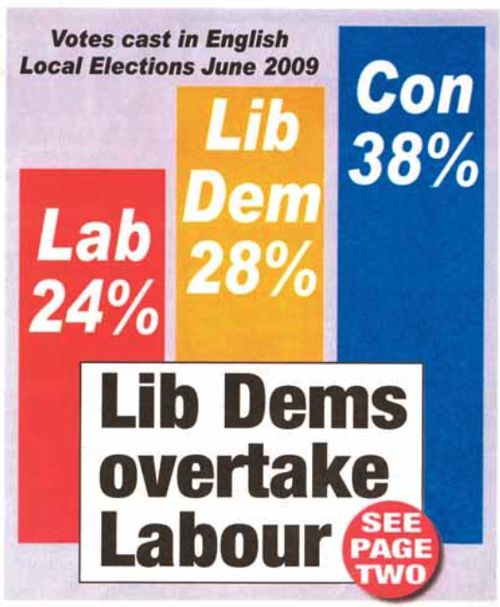 Votes cast in English
Local Elections June 2009
Lab
24%
Lib
Dem
28%
Con
38%
Lib Dems
overtake
Labour
SEE
PAGE
TWO